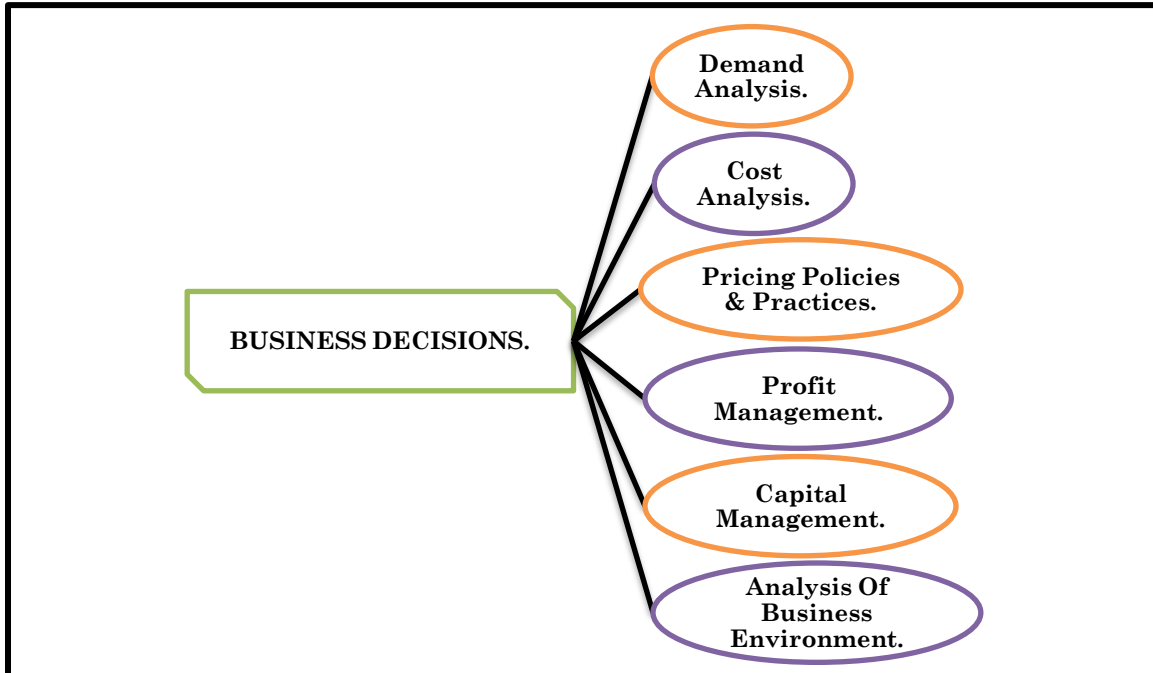 Demand
Analysis.
Cost
Analysis.
Pricing Policies
& Practices.
BUSINESS DECISIONS.
Profit
Management.
Capital
Management.
Analysis Of
Business
Environment.